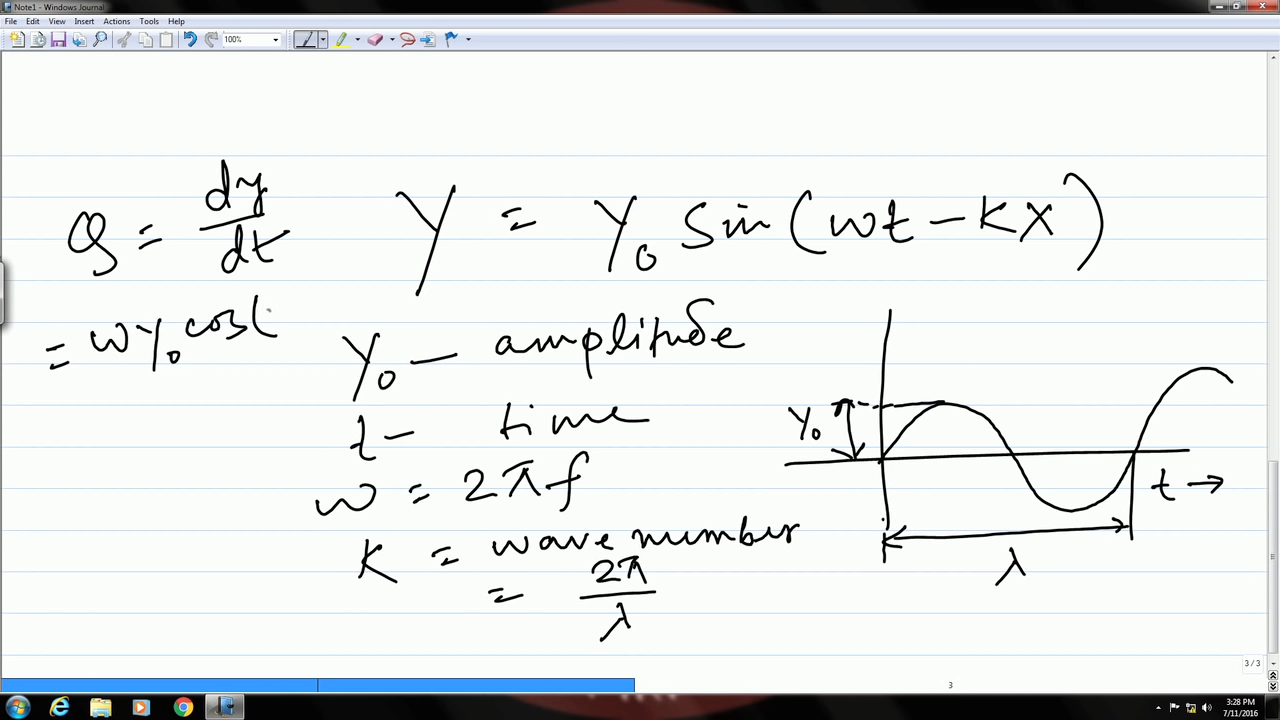 Note1 - Windows Journal
File Edit View Insert Actions Tools Help
100%
dy
dt
Y = Y₀ Sin (wt - KX)
= wy₀ cos(
Y₀ - amplitude
t - time
w = 2πf
K = wave number
= 2π
λ
Y₀
t →
λ
3 / 3
3
3:28 PM
7/11/2016